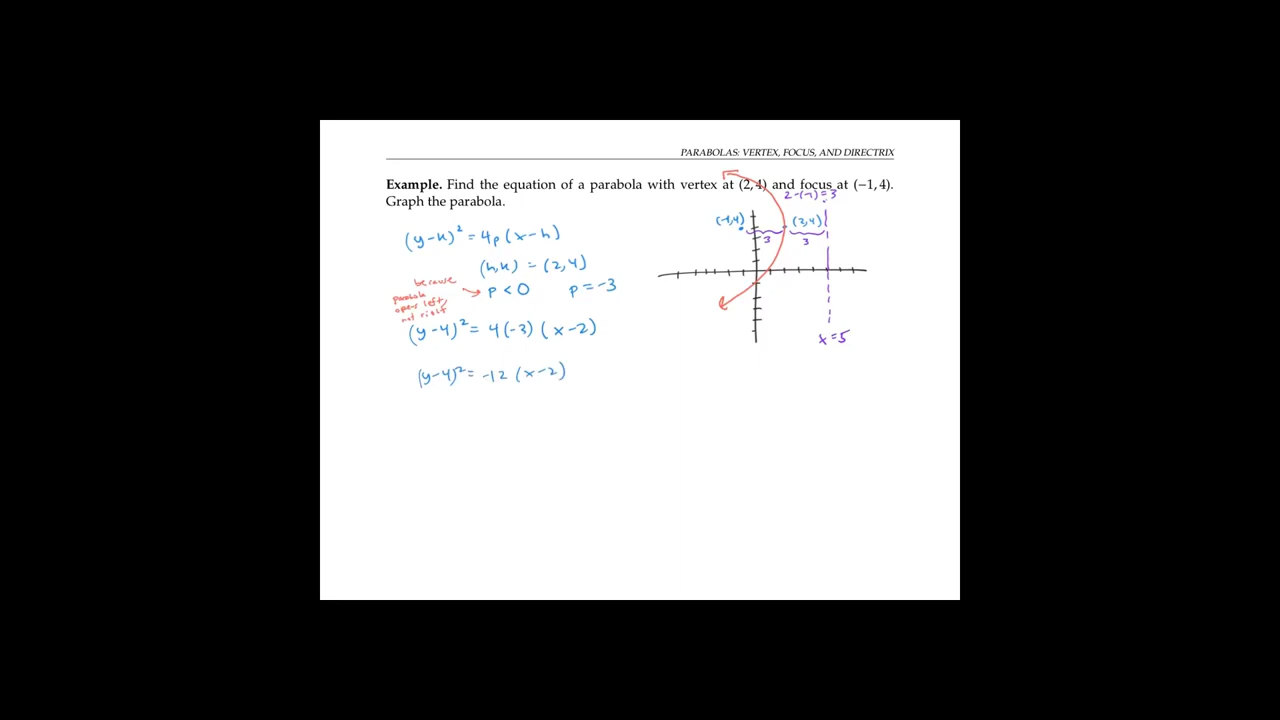 PARABOLAS: VERTEX, FOCUS, AND DIRECTRIX
Example. Find the equation of a parabola with vertex at (2, 4) and focus at (−1, 4).
Graph the parabola.
(y-k)² = 4p(x-h)
(h,k) = (2,4)
because
parabola
opens left,
not right
p < 0 p = -3
(y-4)² = 4(-3)(x-2)
(y-4)² = -12(x-2)
2-(-1) = 3
(-1,4)
(2,4)
3
3
x=5